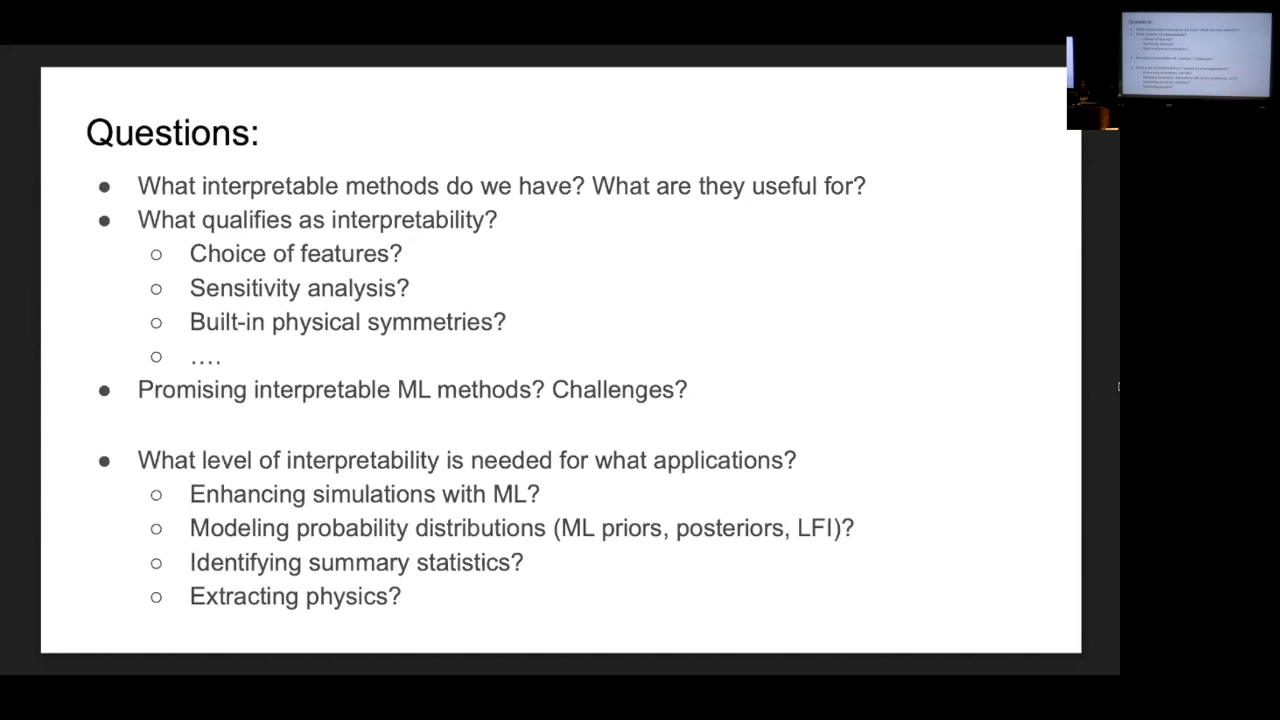 Questions:
● What interpretable methods do we have? What are they useful for?
● What qualifies as interpretability?
○ Choice of features?
○ Sensitivity analysis?
○ Built-in physical symmetries?
○ ….
● Promising interpretable ML methods? Challenges?
● What level of interpretability is needed for what applications?
○ Enhancing simulations with ML?
○ Modeling probability distributions (ML priors, posteriors, LFI)?
○ Identifying summary statistics?
○ Extracting physics?